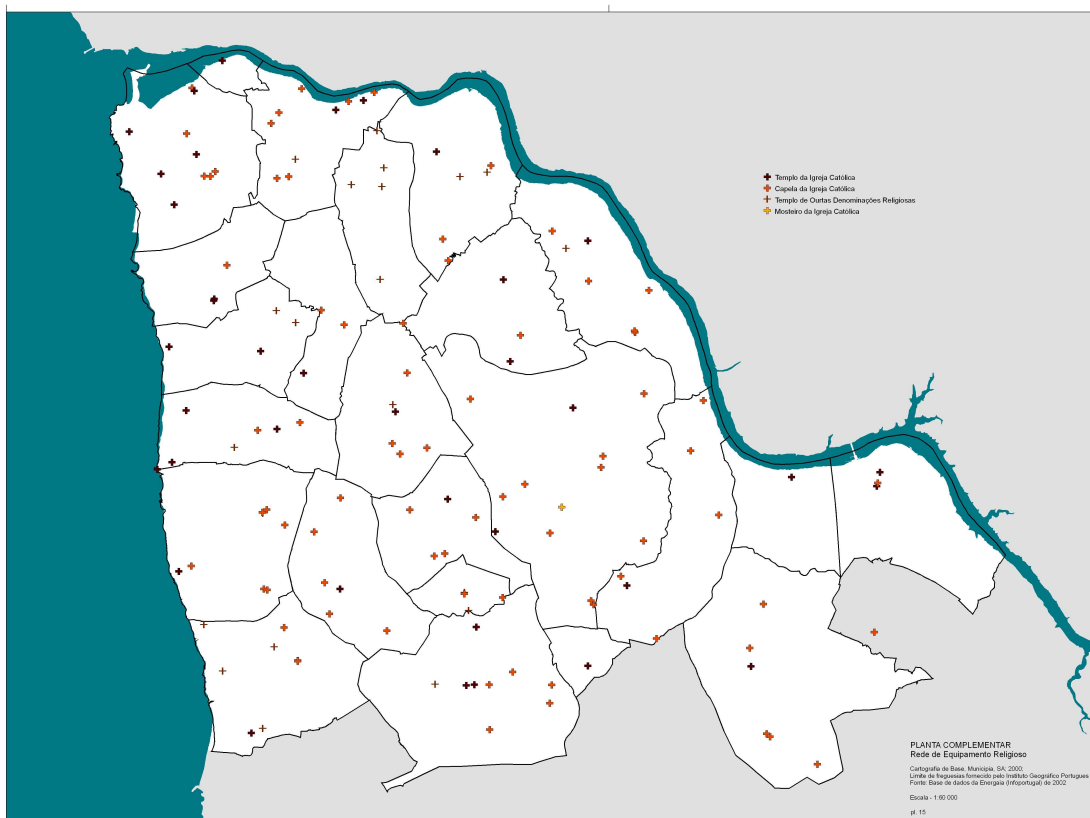 Templo da Igreja Católica
Capela da Igreja Católica
Templo de Ourtas Denominações Religiosas
Mosteiro da Igreja Católica
PLANTA COMPLEMENTAR
Rede de Equipamento Religioso
Cartografia de Base, Municipia, SA; 2000;
Limite de freguesias fornecido pelo Instituto Geográfico Portugues
Fonte: Base de dados da Energaia (Infoportugal) de 2002
Escala - 1:60 000
pl. 15